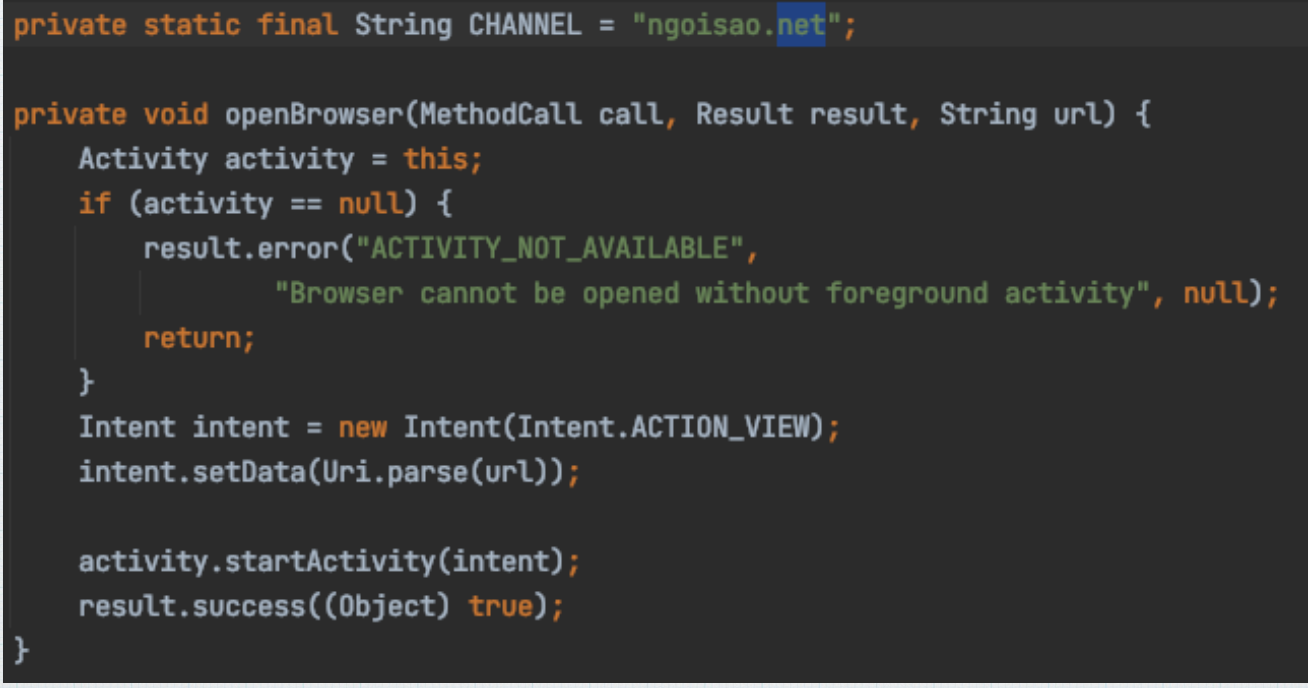 private static final String CHANNEL = "ngoisao.net";
private void openBrowser(MethodCall call, Result result, String url) {
Activity activity = this;
if (activity == null) {
result.error("ACTIVITY_NOT_AVAILABLE",
"Browser cannot be opened without foreground activity", null);
return;
}
Intent intent = new Intent(Intent.ACTION_VIEW);
intent.setData(Uri.parse(url));
activity.startActivity(intent);
result.success((Object) true);
}